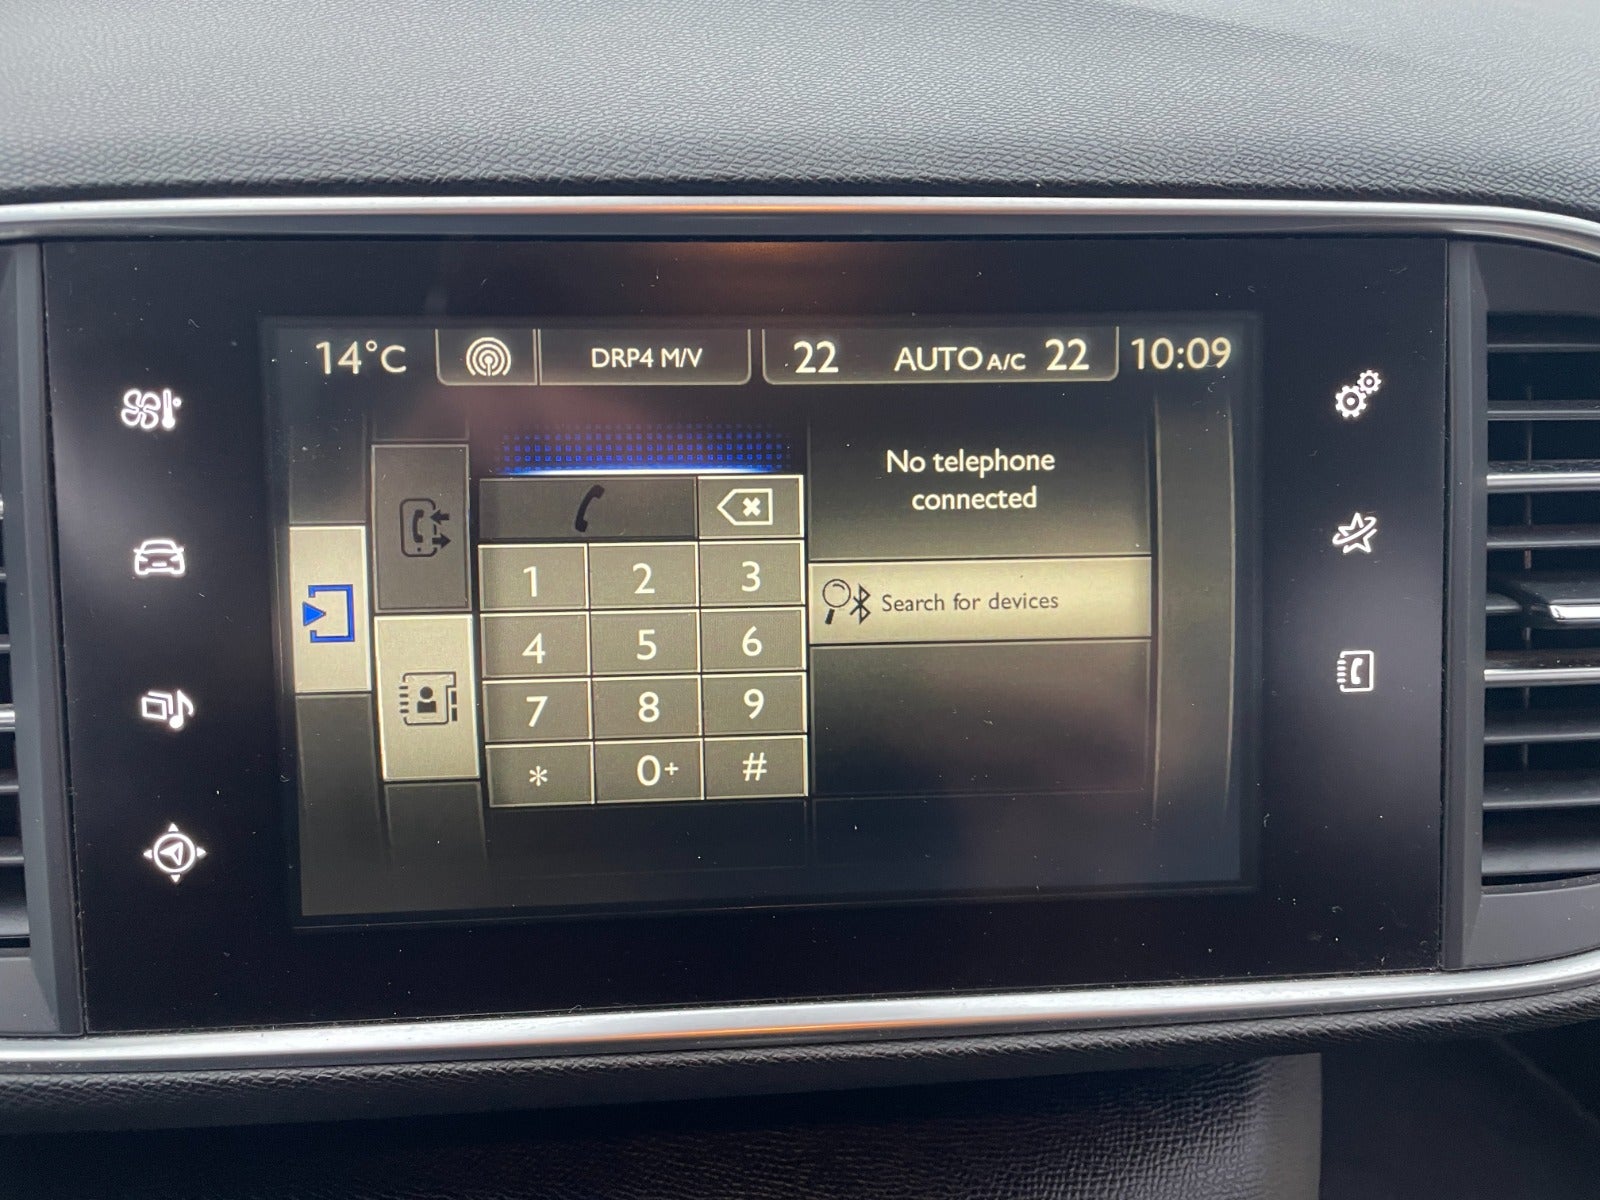 14°C DRP4 M/V 22 AUTO A/C 22 10:09
No telephone
connected
Search for devices
1 2 3
4 5 6
7 8 9
* 0+ #